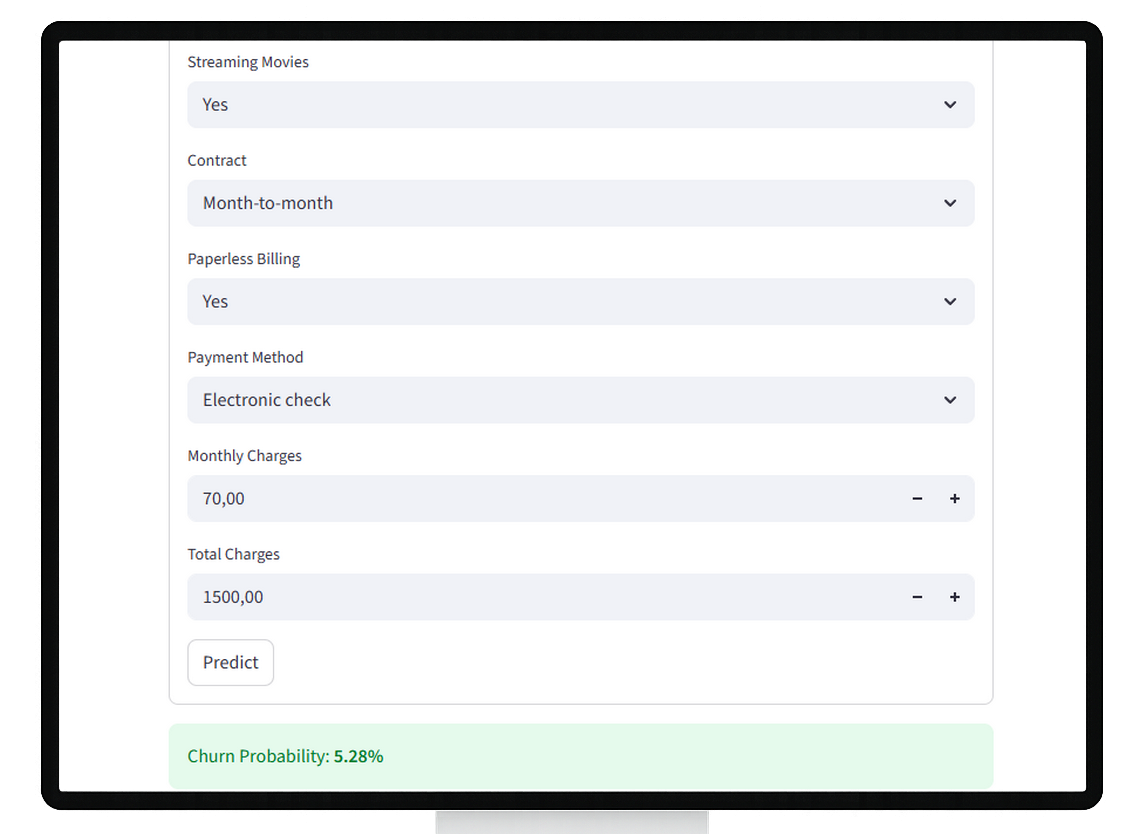 Streaming Movies
Yes
Contract
Month-to-month
Paperless Billing
Yes
Payment Method
Electronic check
Monthly Charges
70,00
Total Charges
1500,00
Predict
Churn Probability: 5.28%